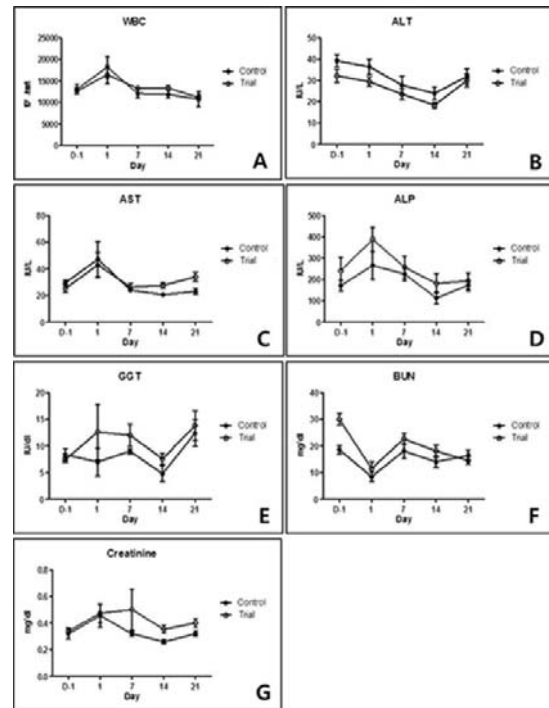 WBC
25000
20000
15000
10000
5000
0
D-1 1 7 14 21
Day
Control
Trial
A
ALT
50
40
30
20
10
0
IU/L
D-1 1 7 14 21
Day
Control
Trial
B
AST
80
60
40
20
0
IU/L
D-1 1 7 14 21
Day
Control
Trial
C
ALP
500
400
300
200
100
0
IU/L
D-1 1 7 14 21
Day
Control
Trial
D
GGT
20
15
10
5
0
IU/dl
D-1 1 7 14 21
Day
Control
Trial
E
BUN
40
30
20
10
0
mg/dl
D-1 1 7 14 21
Day
Control
Trial
F
Creatinine
0.8
0.6
0.4
0.2
0.0
mg/dl
D-1 1 7 14 21
Day
Control
Trial
G